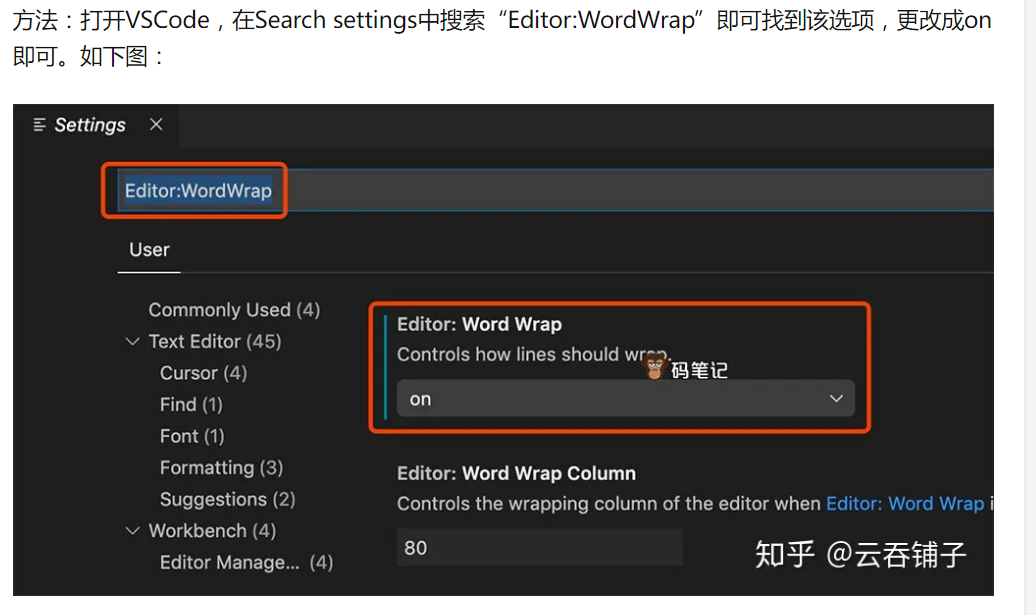 方法：打开VSCode，在Search settings中搜索“Editor:WordWrap”即可找到该选项，更改成on
即可。如下图：
Settings
Editor:WordWrap
User
Commonly Used (4)
Text Editor (45)
Cursor (4)
Find (1)
Font (1)
Formatting (3)
Suggestions (2)
Workbench (4)
Editor Manage... (4)
Editor: Word Wrap
Controls how lines should wrap.
码笔记
on
Editor: Word Wrap Column
Controls the wrapping column of the editor when Editor: Word Wrap i
80
知乎 @云吞铺子